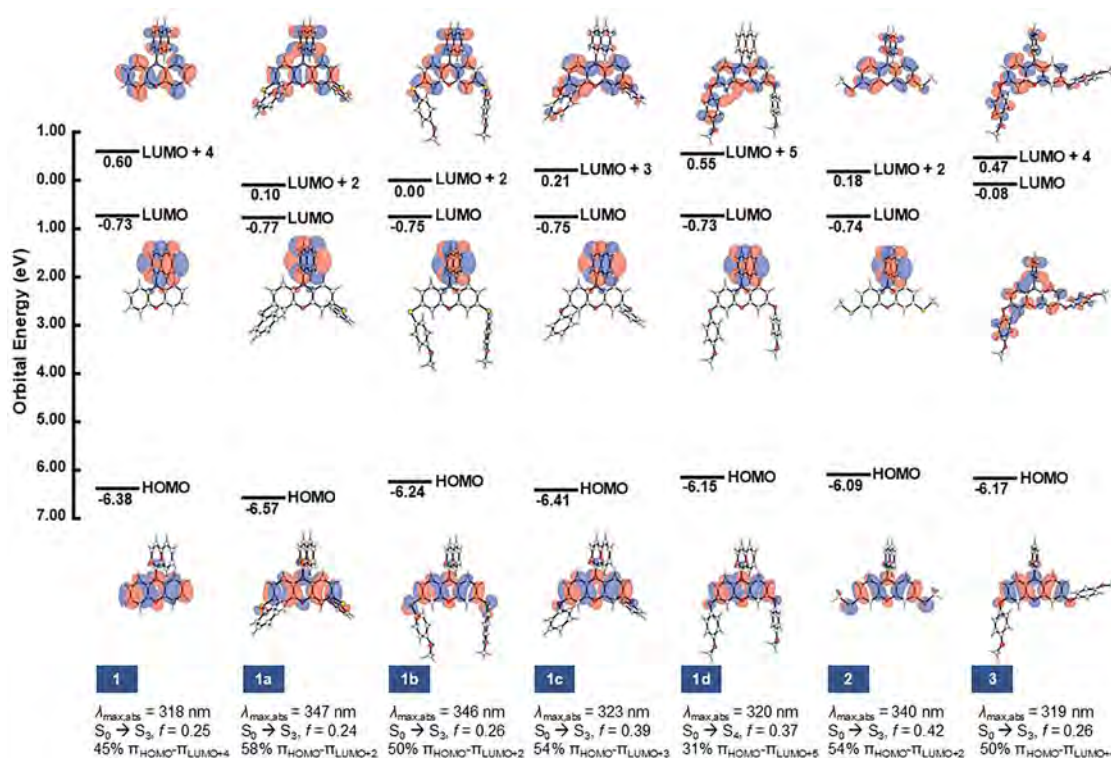 1.00
0.00
1.00
2.00
3.00
4.00
5.00
6.00
7.00
Orbital Energy (eV)
0.60 LUMO + 4
-0.73 LUMO
-6.38 HOMO
0.10 LUMO + 2
-0.77 LUMO
-6.57 HOMO
0.00 LUMO + 2
-0.75 LUMO
-6.24 HOMO
0.21 LUMO + 3
-0.75 LUMO
-6.41 HOMO
0.55 LUMO + 5
-0.73 LUMO
-6.15 HOMO
0.18 LUMO + 2
-0.74 LUMO
-6.09 HOMO
0.47 LUMO + 4
-0.08 LUMO
-6.17 HOMO
1
λmax,abs = 318 nm
S0 → S3, f = 0.25
45% πHOMO-πLUMO+4
1a
λmax,abs = 347 nm
S0 → S3, f = 0.24
58% πHOMO-πLUMO+2
1b
λmax,abs = 346 nm
S0 → S3, f = 0.26
50% πHOMO-πLUMO+2
1c
λmax,abs = 323 nm
S0 → S3, f = 0.39
54% πHOMO-πLUMO+3
1d
λmax,abs = 320 nm
S0 → S4, f = 0.37
31% πHOMO-πLUMO+5
2
λmax,abs = 340 nm
S0 → S3, f = 0.42
54% πHOMO-πLUMO+2
3
λmax,abs = 319 nm
S0 → S3, f = 0.26
50% πHOMO-πLUMO+4